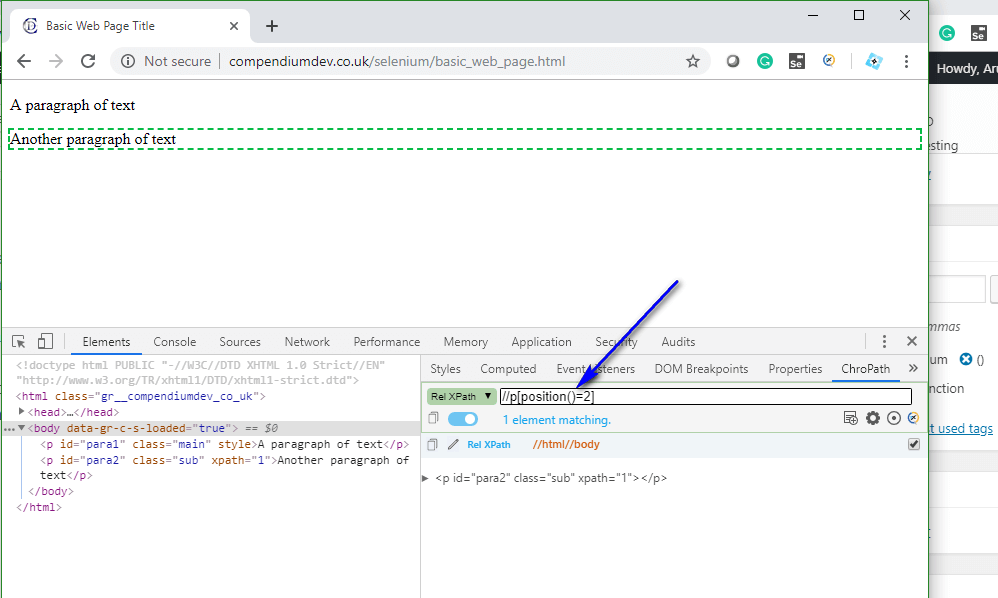 Basic Web Page Title
Not secure
compendiumdev.co.uk/selenium/basic_web_page.html
Se
Se
Howdy, Aru
A paragraph of text
Another paragraph of text
esting
mmas
um
()
nction
st used tags
Elements Console Sources Network Performance Memory Application Security Audits
<!doctype html PUBLIC "-//W3C//DTD XHTML 1.0 Strict//EN"
"http://www.w3.org/TR/xhtml1/DTD/xhtml1-strict.dtd">
<html class="gr__compendiumdev_co_uk">
<head>…</head>
<body data-gr-c-s-loaded="true"> == $0
<p id="para1" class="main" style>A paragraph of text</p>
<p id="para2" class="sub" xpath="1">Another paragraph of
text</p>
</body>
</html>
Styles Computed Event Listeners DOM Breakpoints Properties ChroPath
Rel XPath
//p[position()=2]
1 element matching.
Rel XPath //html//body
<p id="para2" class="sub" xpath="1"></p>